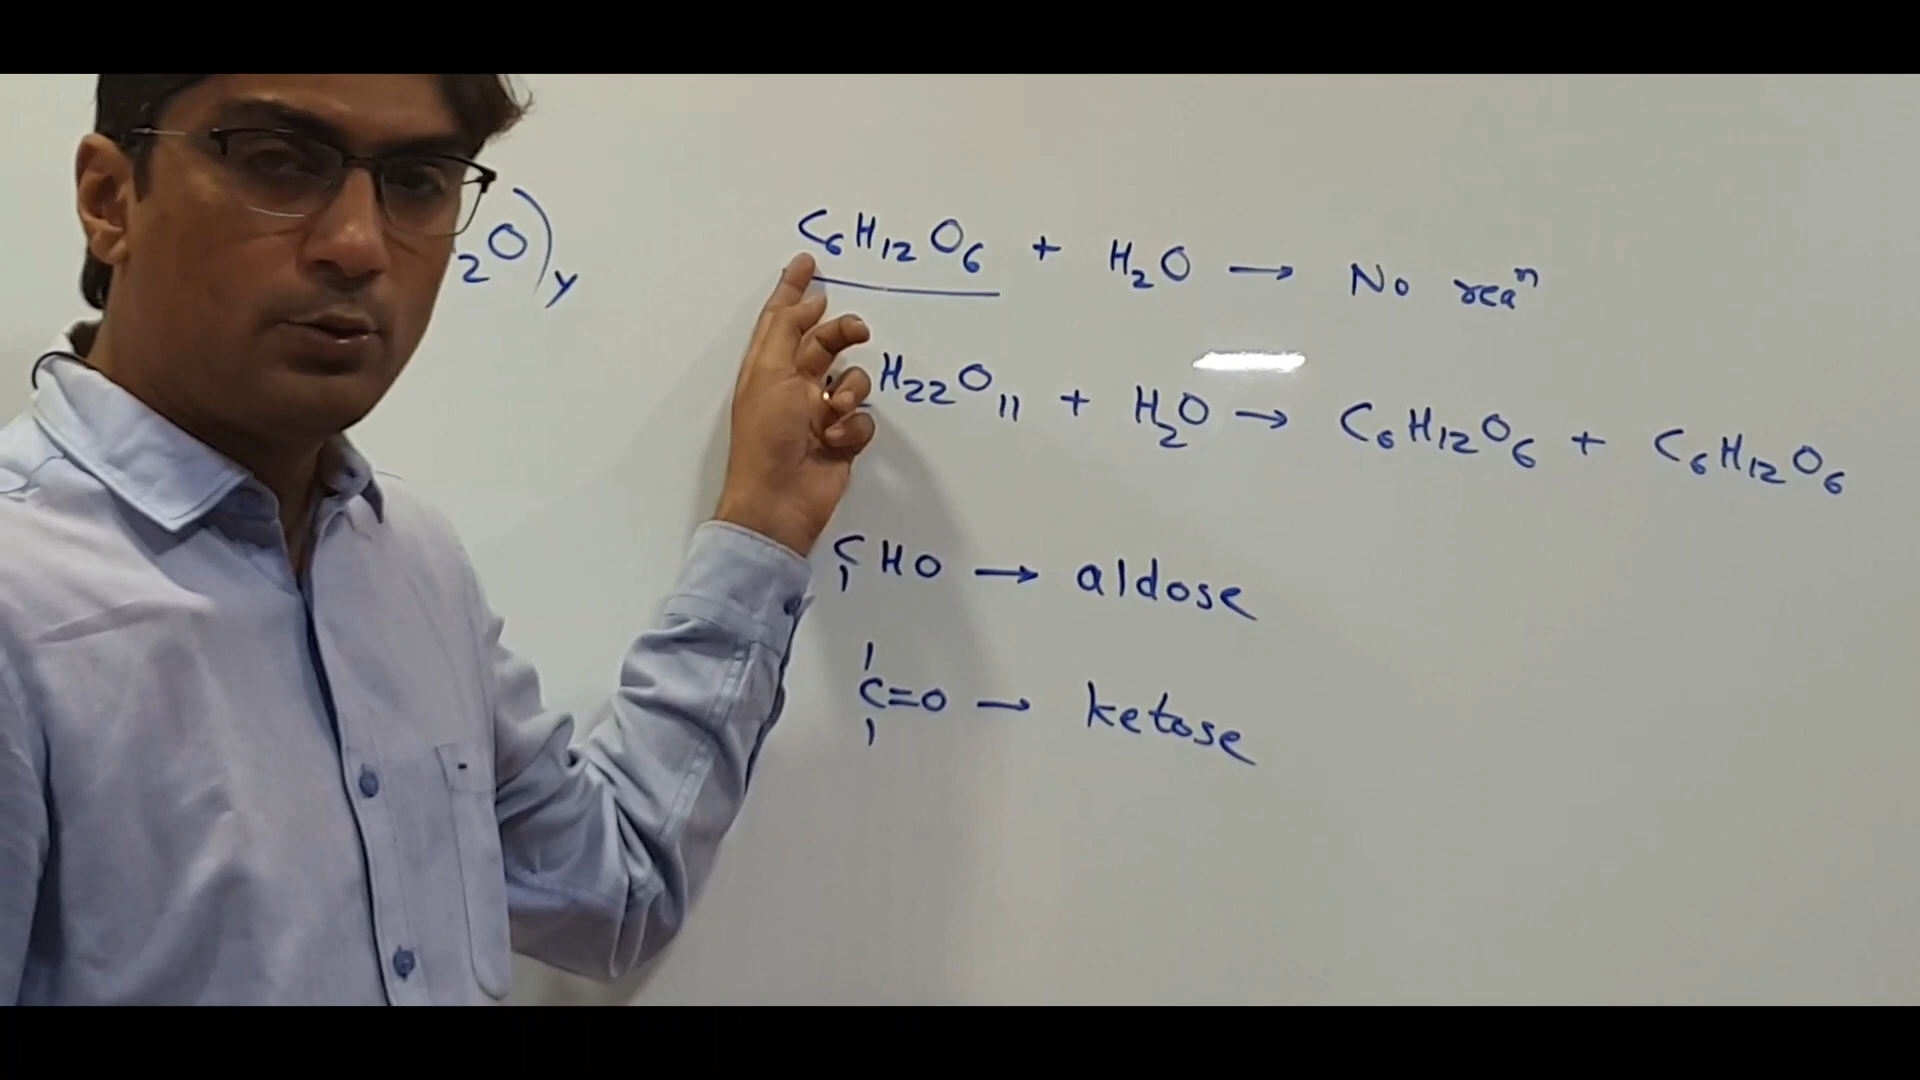 ₂O)y
C₆H₁₂O₆ + H₂O → No reaⁿ
H₂₂O₁₁ + H₂O → C₆H₁₂O₆ + C₆H₁₂O₆
CHO → aldose
C=O → ketose